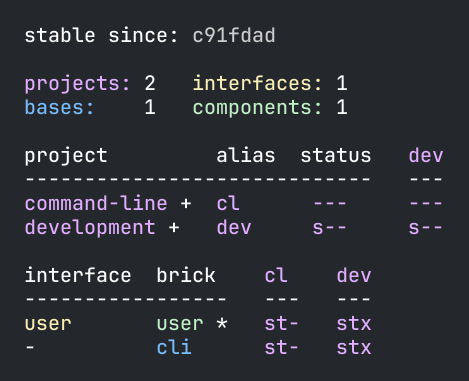 stable since: c91fdad
projects: 2   interfaces: 1
bases:    1   components: 1
project         alias  status   dev
-----------------------------   ---
command-line +  cl      ---     ---
development +   dev     s--     s--
interface  brick    cl   dev
-----------------   ---  ---
user       user *   st-  stx
-          cli      st-  stx